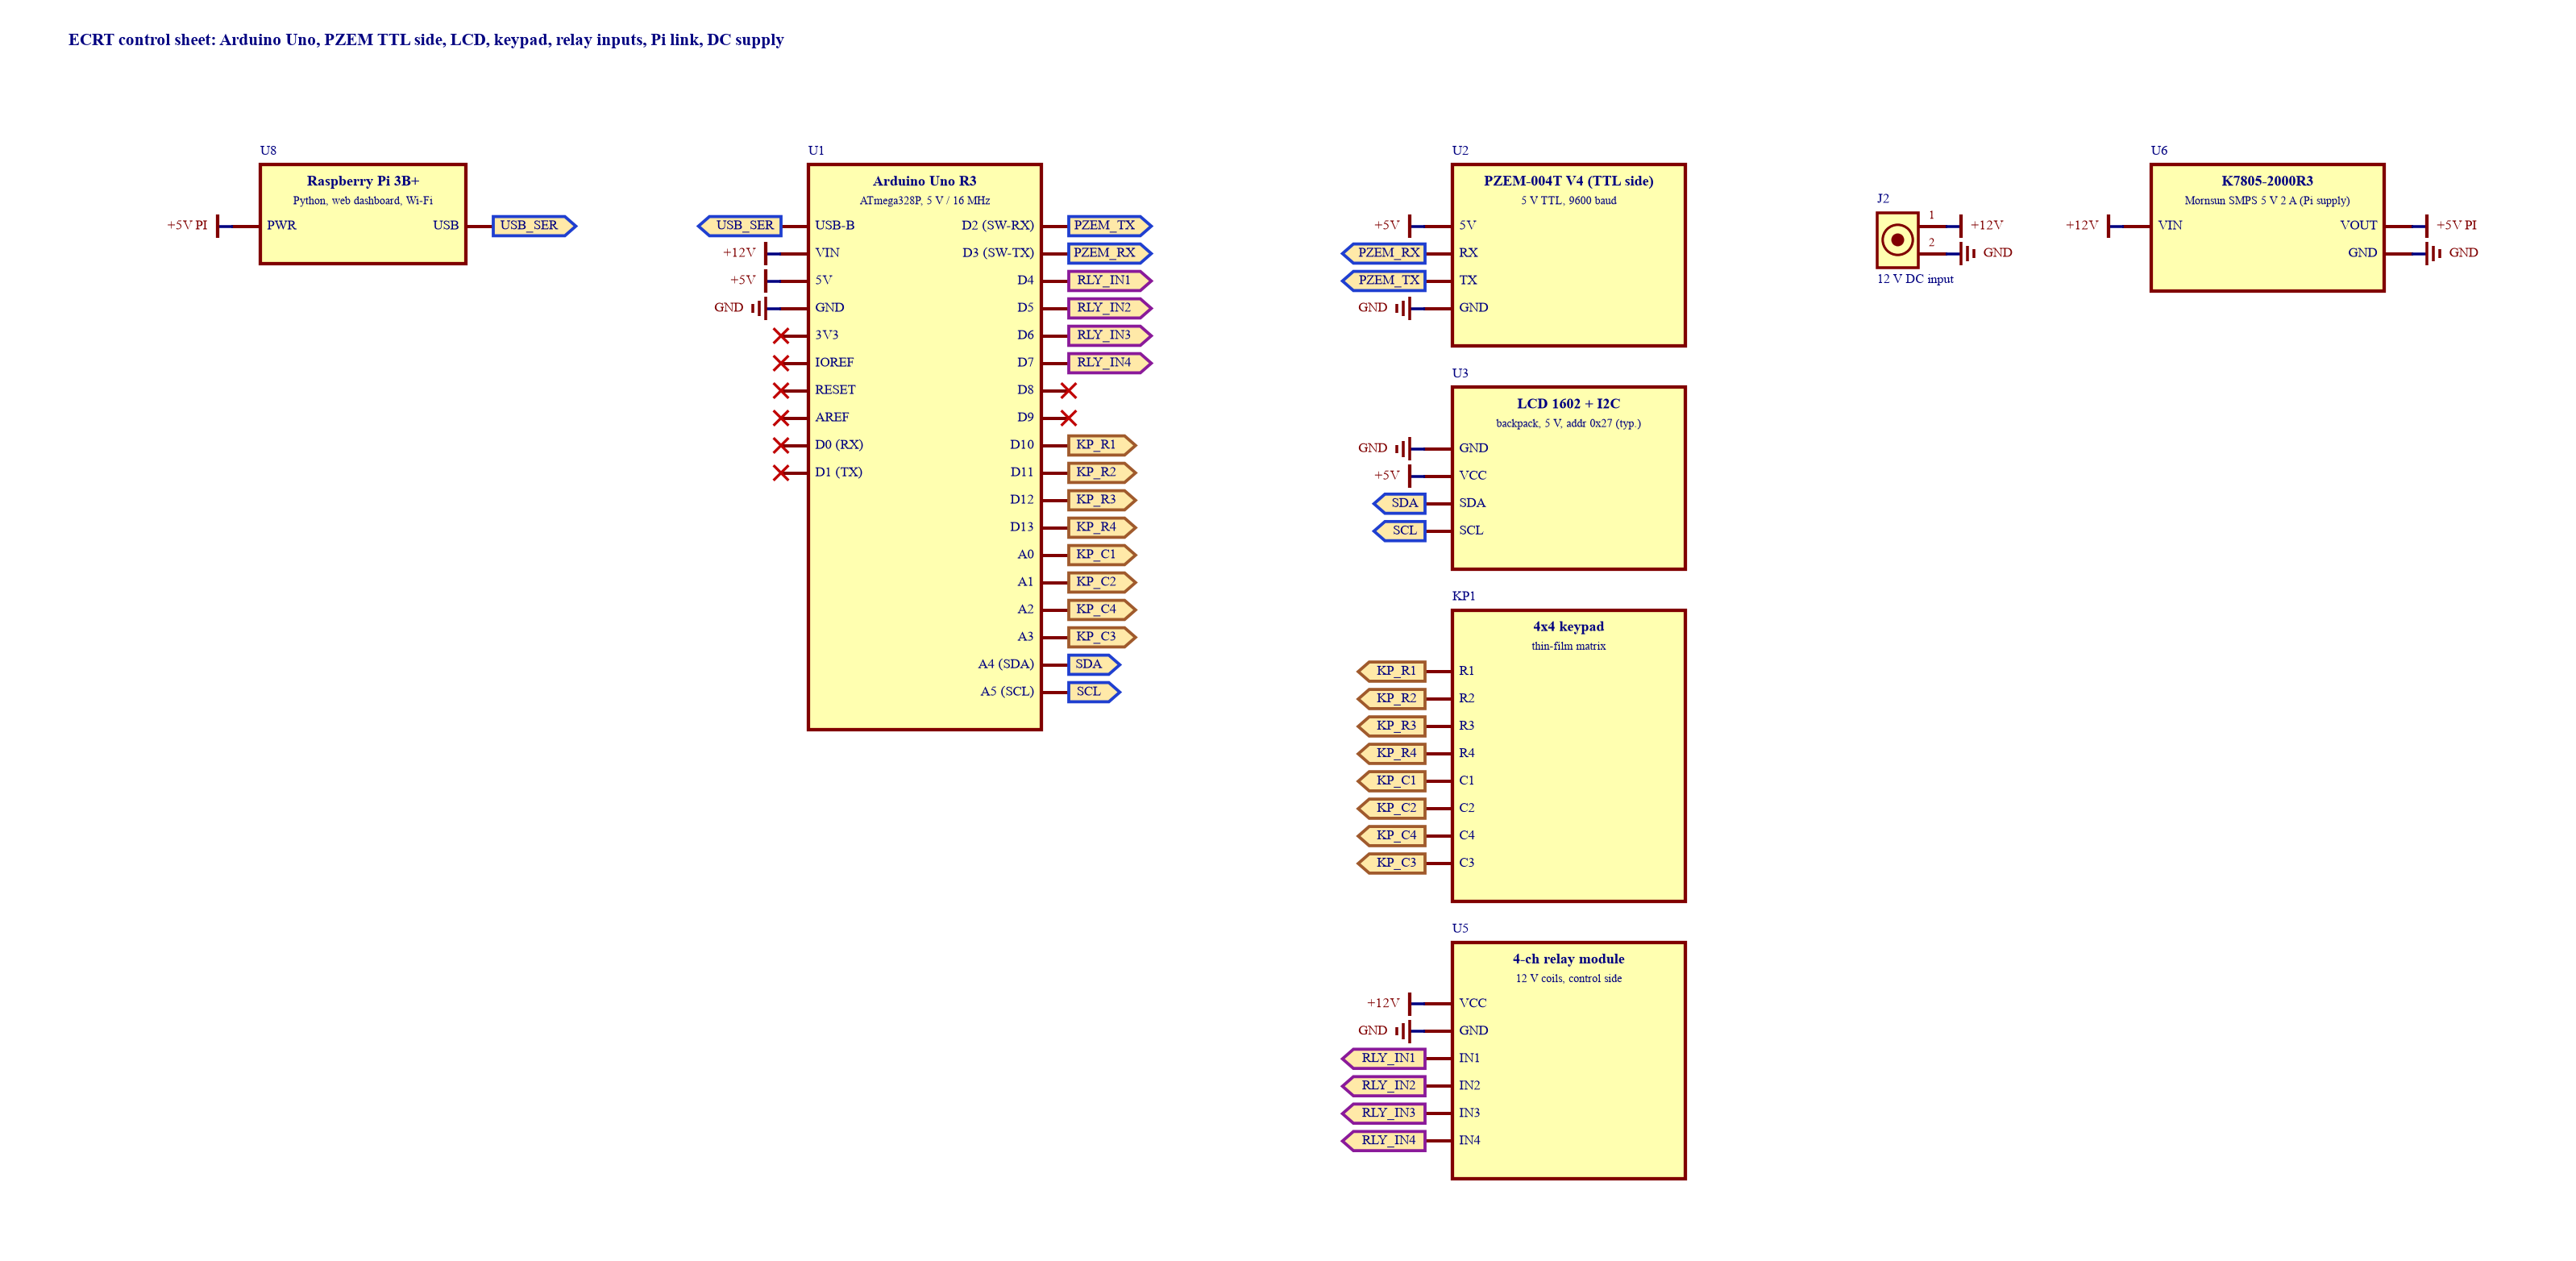 ECRT control sheet: Arduino Uno, PZEM TTL side, LCD, keypad, relay inputs, Pi link, DC supply
U8
Raspberry Pi 3B+
Python, web dashboard, Wi-Fi
+5V PI
PWR
USB
USB_SER
U1
Arduino Uno R3
ATmega328P, 5 V / 16 MHz
USB_SER
USB-B
D2 (SW-RX)
PZEM_TX
+12V
VIN
D3 (SW-TX)
PZEM_RX
+5V
5V
D4
RLY_IN1
GND
GND
D5
RLY_IN2
3V3
D6
RLY_IN3
IOREF
D7
RLY_IN4
RESET
D8
AREF
D9
D0 (RX)
D10
KP_R1
D1 (TX)
D11
KP_R2
D12
KP_R3
D13
KP_R4
A0
KP_C1
A1
KP_C2
A2
KP_C4
A3
KP_C3
A4 (SDA)
SDA
A5 (SCL)
SCL
U2
PZEM-004T V4 (TTL side)
5 V TTL, 9600 baud
+5V
5V
PZEM_RX
RX
PZEM_TX
TX
GND
GND
U3
LCD 1602 + I2C
backpack, 5 V, addr 0x27 (typ.)
GND
GND
+5V
VCC
SDA
SDA
SCL
SCL
KP1
4x4 keypad
thin-film matrix
KP_R1
R1
KP_R2
R2
KP_R3
R3
KP_R4
R4
KP_C1
C1
KP_C2
C2
KP_C4
C4
KP_C3
C3
U5
4-ch relay module
12 V coils, control side
+12V
VCC
GND
GND
RLY_IN1
IN1
RLY_IN2
IN2
RLY_IN3
IN3
RLY_IN4
IN4
J2
1
+12V
2
GND
12 V DC input
U6
K7805-2000R3
Mornsun SMPS 5 V 2 A (Pi supply)
+12V
VIN
VOUT
+5V PI
GND
GND